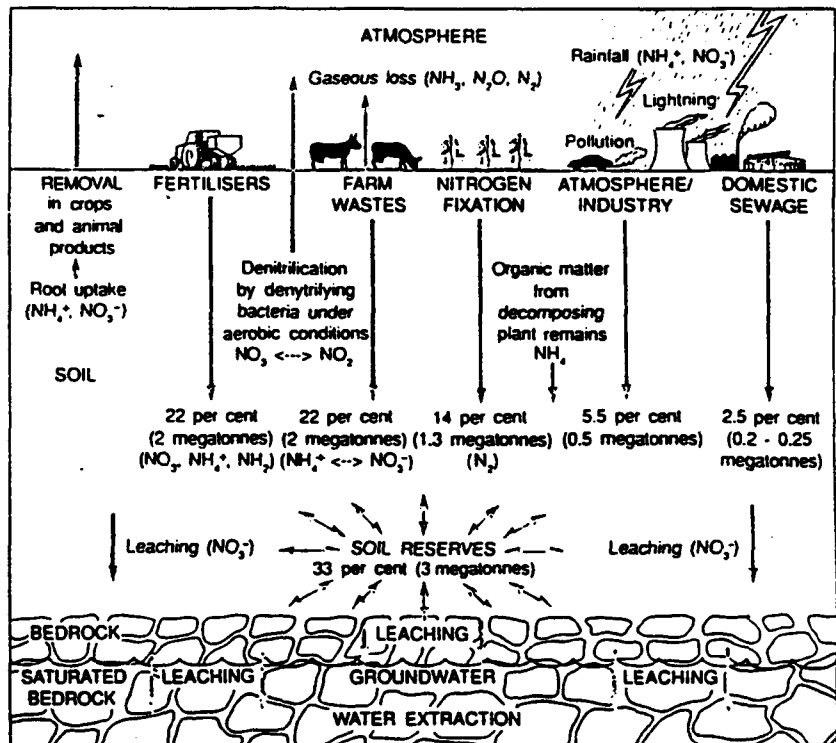 ATMOSPHERE
Rainfall (NH₄⁺, NO₃⁻)
Gaseous loss (NH₃, N₂O, N₂)
Lightning
Pollution
REMOVAL
in crops
and animal
products
Root uptake
(NH₄⁺, NO₃⁻)
FERTILISERS
FARM
WASTES
NITROGEN
FIXATION
ATMOSPHERE/
INDUSTRY
DOMESTIC
SEWAGE
Denitrilication
by denytrifying
bacteria under
aerobic conditions
NO₃ <---> NO₂
Organic matter
from
decomposing
plant remains
NH₄
SOIL
22 per cent
(2 megatonnes)
(NO₃, NH₄⁺, NH₂)
22 per cent
(2 megatonnes)
(NH₄⁺ <--> NO₃⁻)
14 per cent
(1.3 megatonnes)
(N₂)
5.5 per cent
(0.5 megatonnes)
2.5 per cent
(0.2 - 0.25
megatonnes)
Leaching (NO₃⁻)
SOIL RESERVES
33 per cent (3 megatonnes)
Leaching (NO₃⁻)
BEDROCK
LEACHING
SATURATED
BEDROCK
LEACHING
GROUNDWATER
LEACHING
WATER EXTRACTION